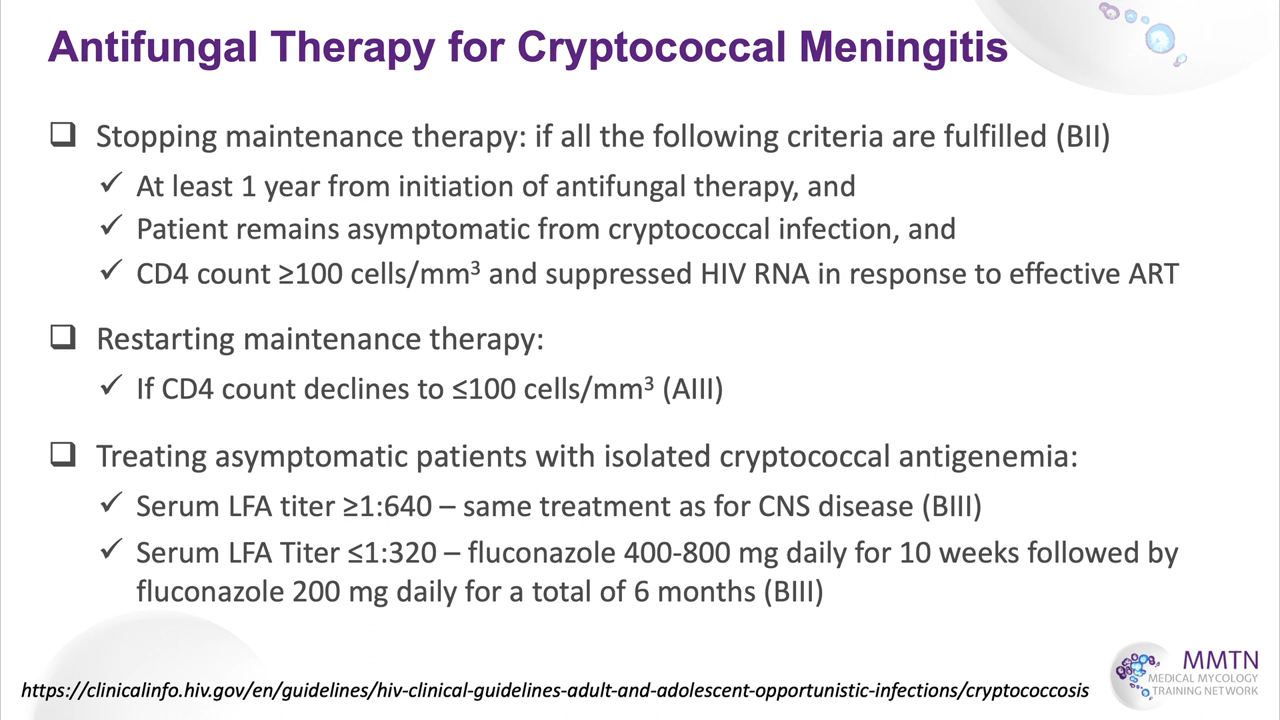 Antifungal Therapy for Cryptococcal Meningitis
Stopping maintenance therapy: if all the following criteria are fulfilled (BII)
At least 1 year from initiation of antifungal therapy, and
Patient remains asymptomatic from cryptococcal infection, and
CD4 count ≥100 cells/mm³ and suppressed HIV RNA in response to effective ART
Restarting maintenance therapy:
If CD4 count declines to ≤100 cells/mm³ (AIII)
Treating asymptomatic patients with isolated cryptococcal antigenemia:
Serum LFA titer ≥1:640 – same treatment as for CNS disease (BIII)
Serum LFA Titer ≤1:320 – fluconazole 400-800 mg daily for 10 weeks followed by
fluconazole 200 mg daily for a total of 6 months (BIII)
https://clinicalinfo.hiv.gov/en/guidelines/hiv-clinical-guidelines-adult-and-adolescent-opportunistic-infections/cryptococcosis
MMTN
MEDICAL MYCOLOGY
TRAINING NETWORK